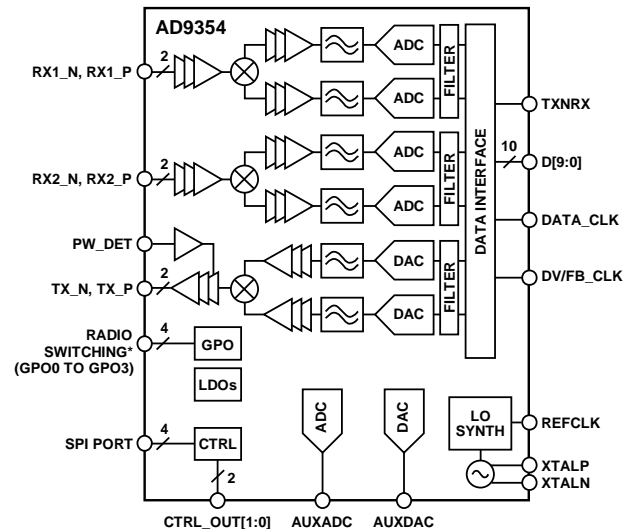 AD9354
RX1_N, RX1_P
2
ADC
ADC
FILTER
RX2_N, RX2_P
2
ADC
ADC
FILTER
PW_DET
TX_N, TX_P
2
DAC
DAC
FILTER
DATA INTERFACE
TXNRX
10
D[9:0]
DATA_CLK
DV/FB_CLK
RADIO
SWITCHING*
(GPO0 TO GPO3)
4
GPO
LDOs
SPI PORT
4
CTRL
2
ADC
DAC
LO
SYNTH
REFCLK
XTALP
XTALN
CTRL_OUT[1:0]
AUXADC
AUXDAC